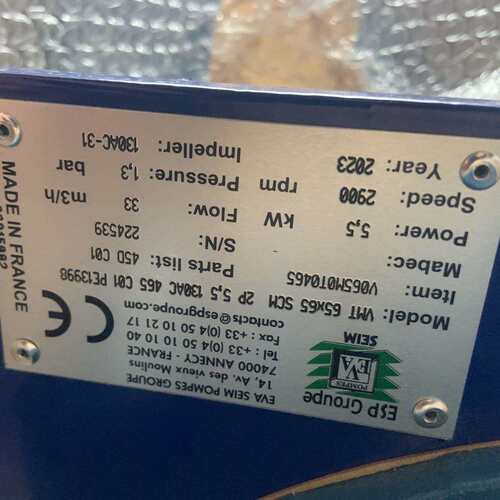 ESP Groupe
POMPES
EVA
SEIM
EVA SEIM POMPES GROUPE
14, Av. des vieux Moulins
74000 ANNECY - FRANCE
Tel : +33 (0)4 50 10 10 40
Fax : +33 (0)4 50 10 21 17
contacts@espgroupe.com
CE
Model: VMT 65x65 SCM 2P 5,5 130AC 465 C01 PE13998
Item: V065M0T0465
Mabec: Parts list: 45D C01
Power: 5,5 kW S/N: 224539
Speed: 2900 rpm Flow: 33 m3/h
Year: 2023 Pressure: 1,3 bar
Impeller: 130AC-31
MADE IN FRANCE